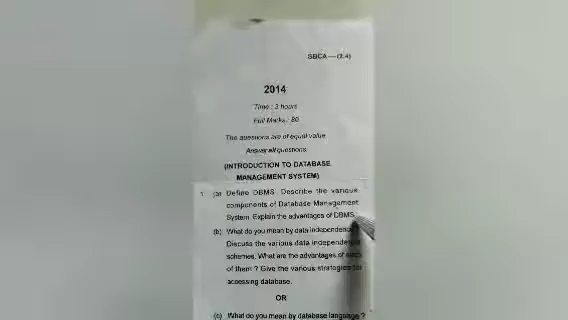 SBCA—(2.4)
2014
Time : 3 hours
Full Marks : 80
The questions are of equal value
Answer all questions
(INTRODUCTION TO DATABASE
MANAGEMENT SYSTEM)
1. (a) Define DBMS. Describe the various
components of Database Management
System. Explain the advantages of DBMS.
(b) What do you mean by data independence
Discuss the various data independence
schemes. What are the advantages of
of them ? Give the various strategies for
accessing database.
OR
(c) What do you mean by database language ?